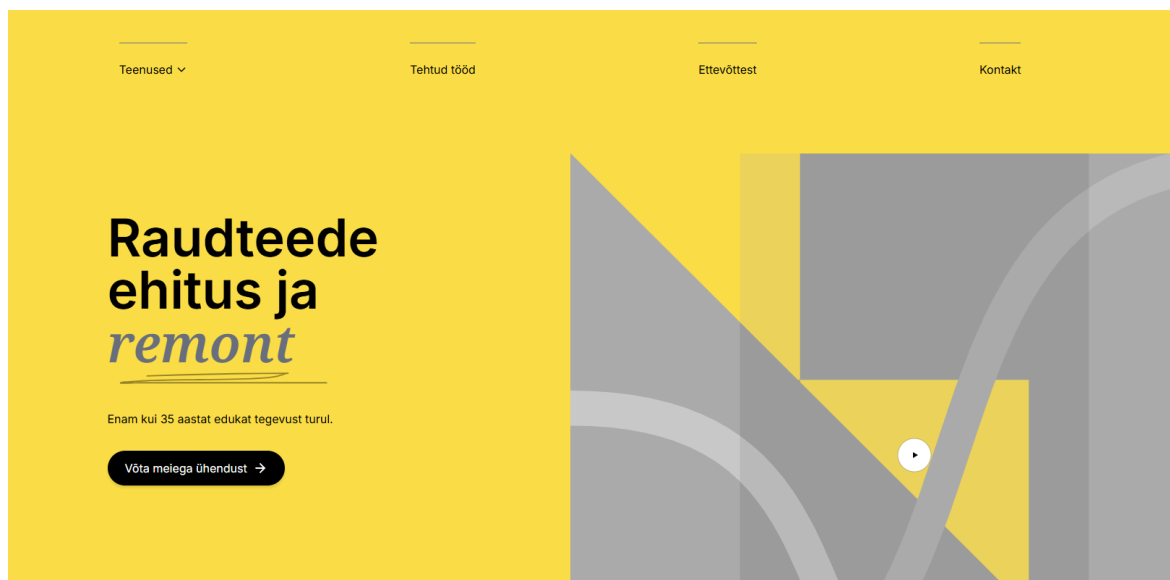 Teenused
Tehtud tööd
Ettevõttest
Kontakt
Raudteede
ehitus ja
remont
Enam kui 35 aastat edukat tegevust turul.
Võta meiega ühendust →